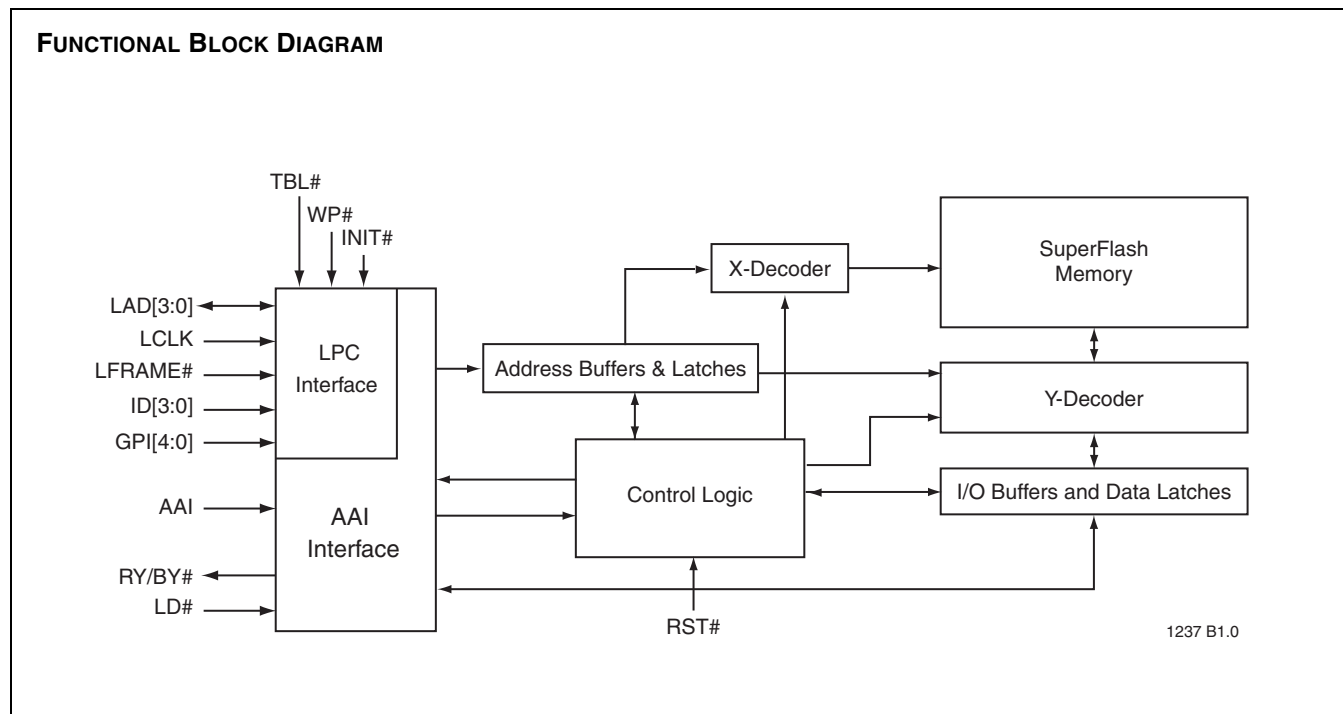 FUNCTIONAL BLOCK DIAGRAM
TBL#
WP#
INIT#
LAD[3:0]
LCLK
LFRAME#
ID[3:0]
GPI[4:0]
AAI
RY/BY#
LD#
LPC
Interface
AAI
Interface
Address Buffers & Latches
X-Decoder
Control Logic
RST#
SuperFlash
Memory
Y-Decoder
I/O Buffers and Data Latches
1237 B1.0